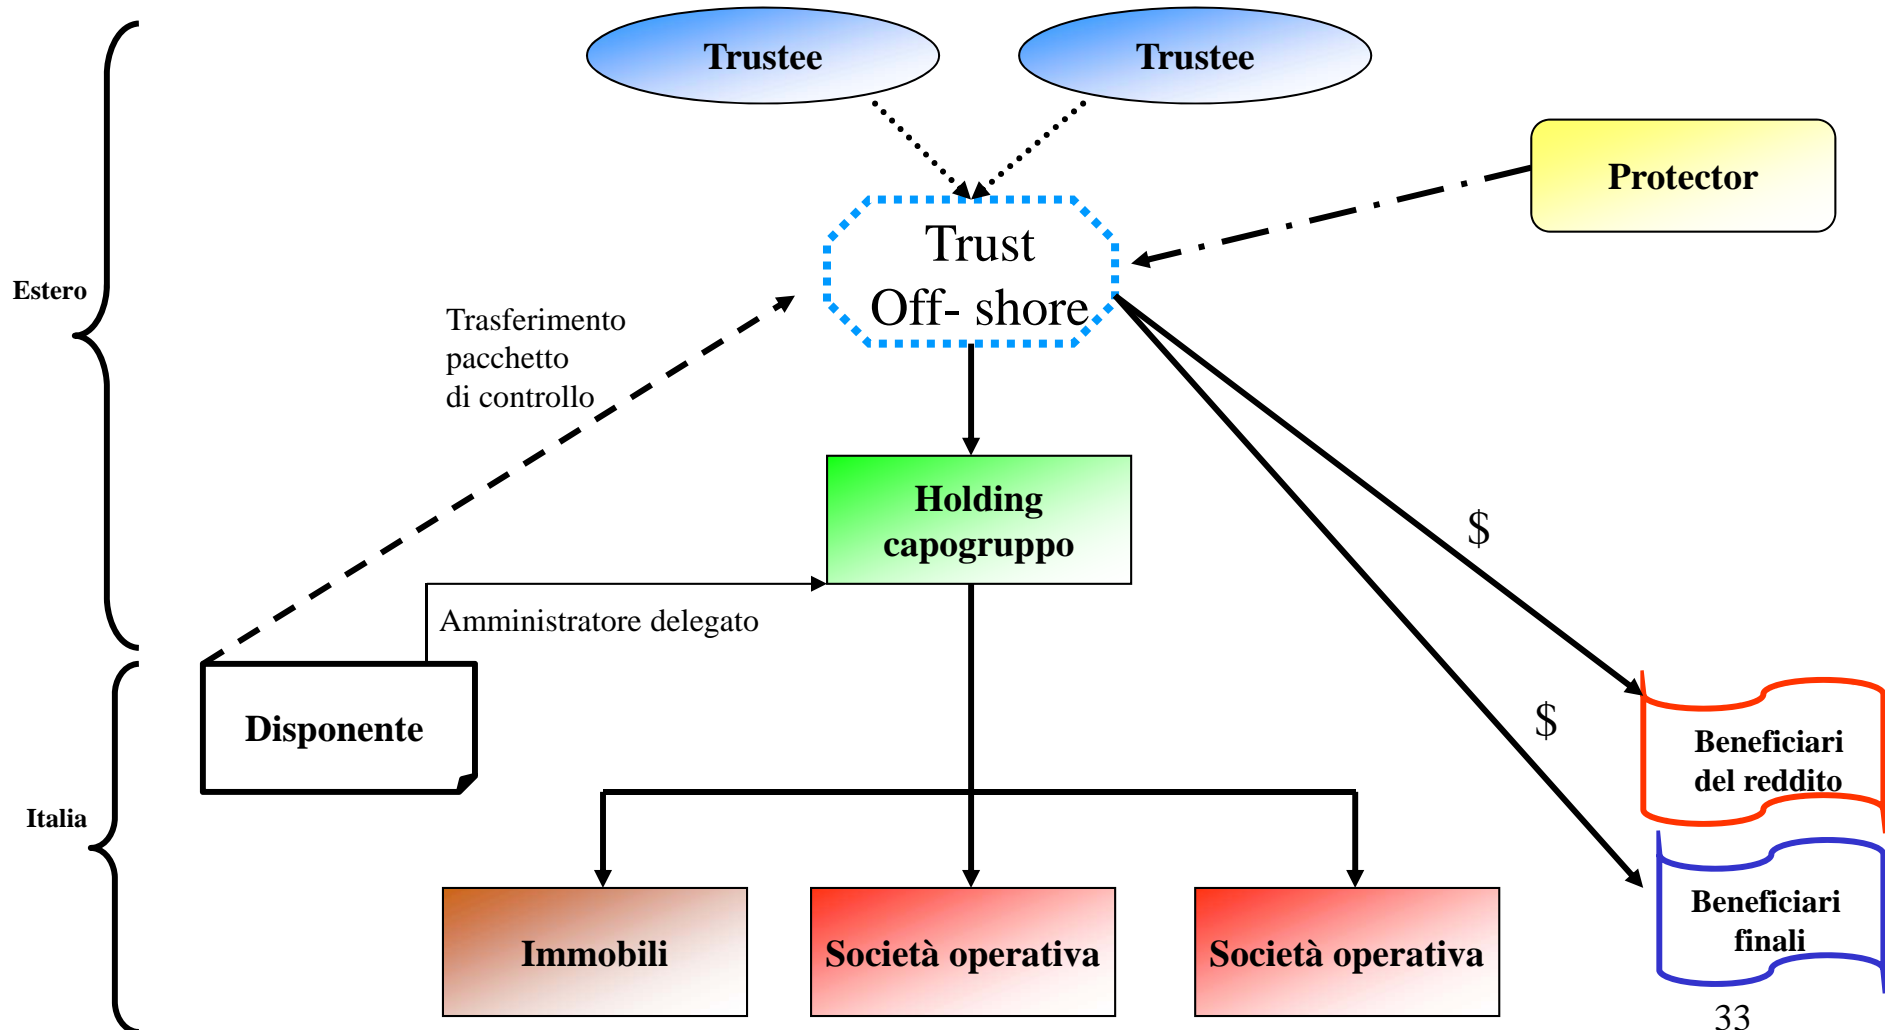 Trustee
Trustee
Protector
Trust
Off- shore
Estero
Trasferimento
pacchetto
di controllo
Holding
capogruppo
$
Amministratore delegato
Disponente
$
Beneficiari
del reddito
Italia
Beneficiari
finali
Immobili
Società operativa
Società operativa
33